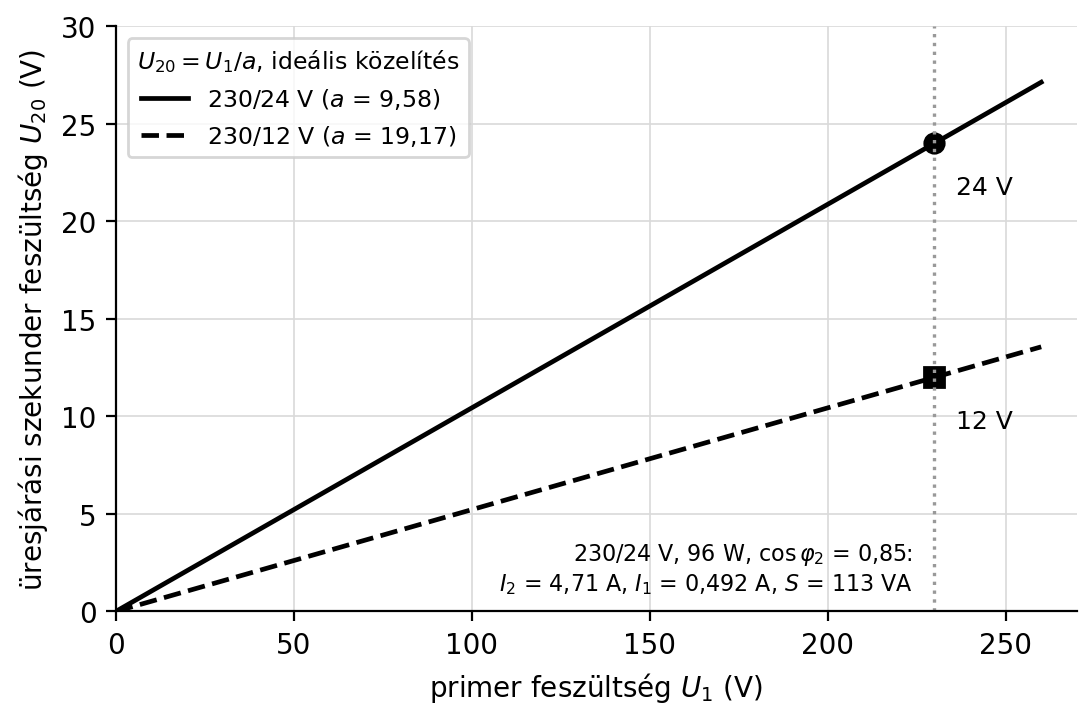 üresjárási szekunder feszültség U₂₀ (V)
30
25
20
15
10
5
0
U₂₀ = U₁/a, ideális közelítés
230/24 V (a = 9,58)
230/12 V (a = 19,17)
24 V
12 V
230/24 V, 96 W, cos φ₂ = 0,85:
I₂ = 4,71 A, I₁ = 0,492 A, S = 113 VA
0
50
100
150
200
250
primer feszültség U₁ (V)